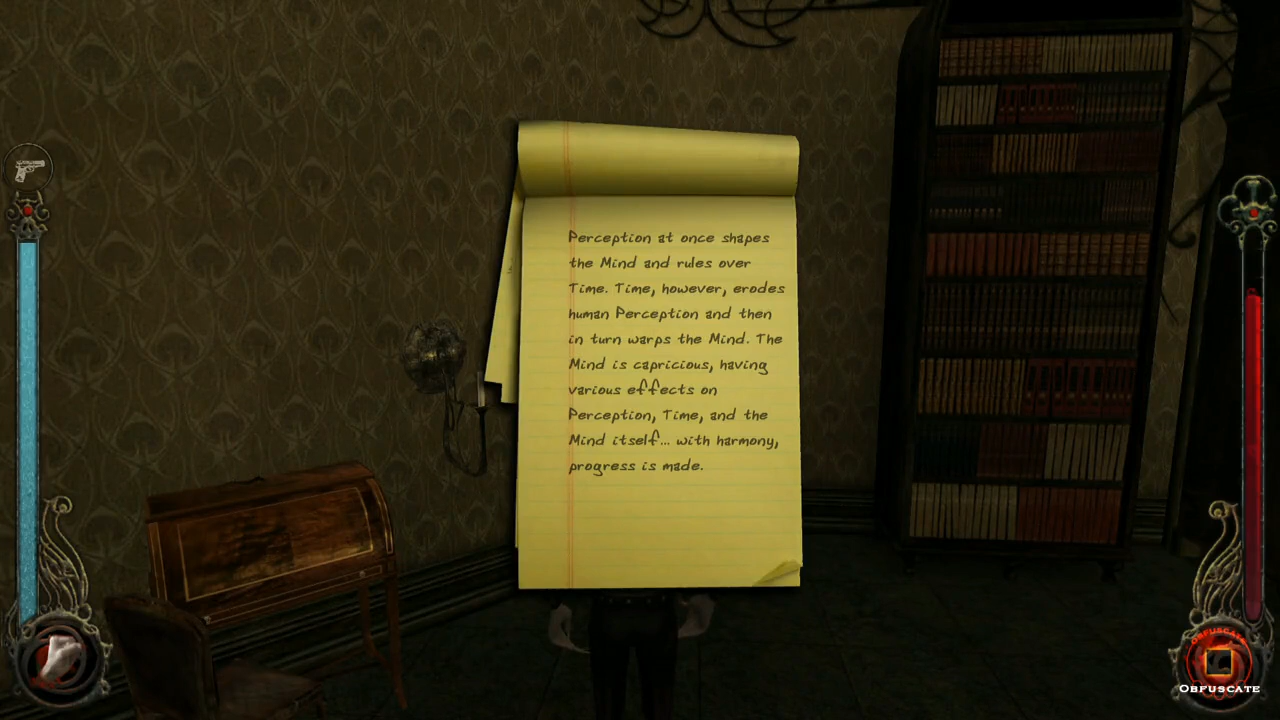 Perception at once shapes
the Mind and rules over
Time. Time, however, erodes
human Perception and then
in turn warps the Mind. The
Mind is capricious, having
various effects on
Perception, Time, and the
Mind itself... with harmony,
progress is made.
OBFUSCATE
OBFUSCATE